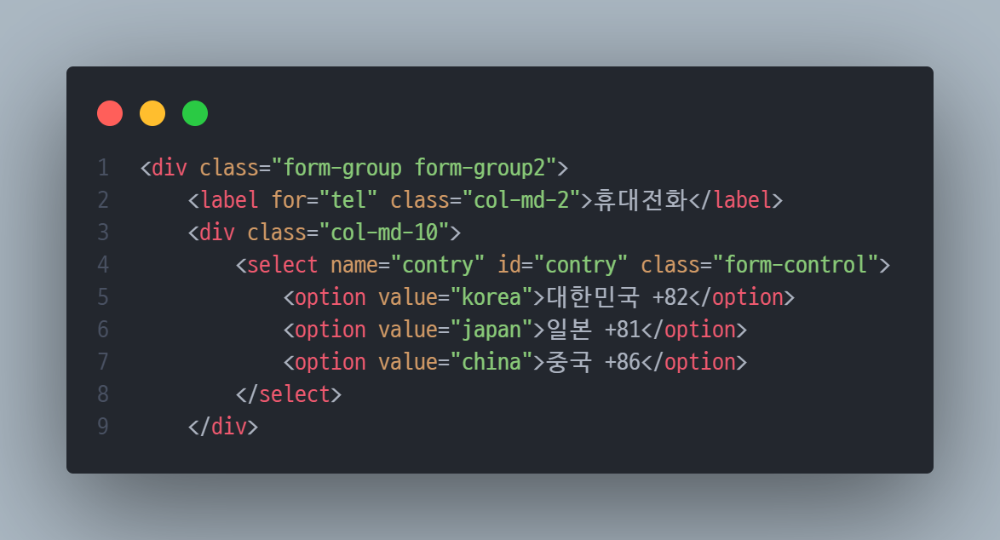 1 <div class="form-group form-group2">
2     <label for="tel" class="col-md-2">휴대전화</label>
3     <div class="col-md-10">
4         <select name="contry" id="contry" class="form-control">
5             <option value="korea">대한민국 +82</option>
6             <option value="japan">일본 +81</option>
7             <option value="china">중국 +86</option>
8         </select>
9     </div>